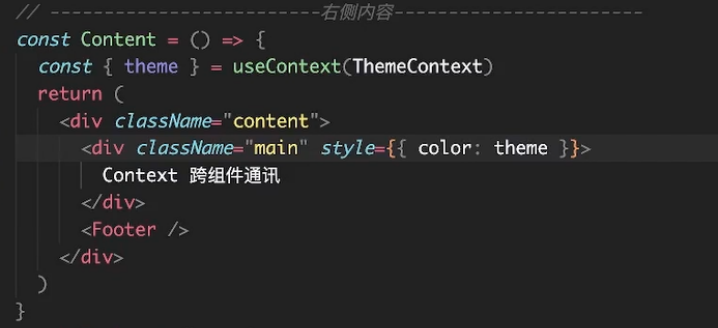 // -------------------------右侧内容-----------------------
const Content = () => {
const { theme } = useContext(ThemeContext)
return (
<div className="content">
<div className="main" style={{ color: theme }}>
Context 跨组件通讯
</div>
<Footer />
</div>
)
}